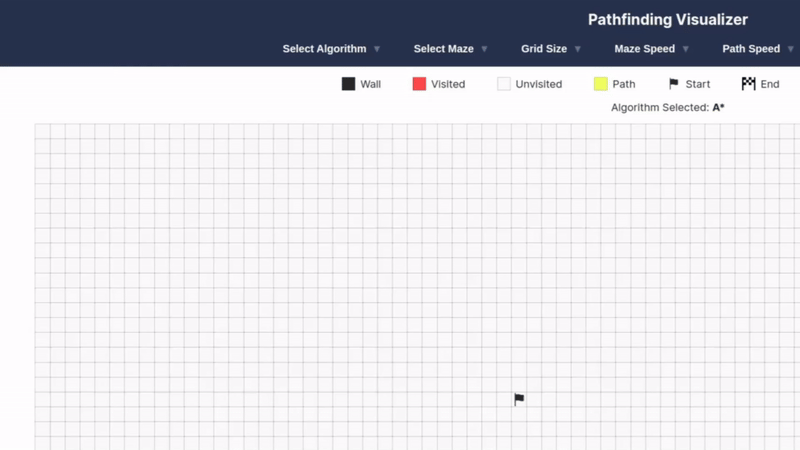 Pathfinding Visualizer
Select Algorithm ▼ Select Maze ▼ Grid Size ▼ Maze Speed ▼ Path Speed ▼
Wall Visited Unvisited Path Start End
Algorithm Selected: A*